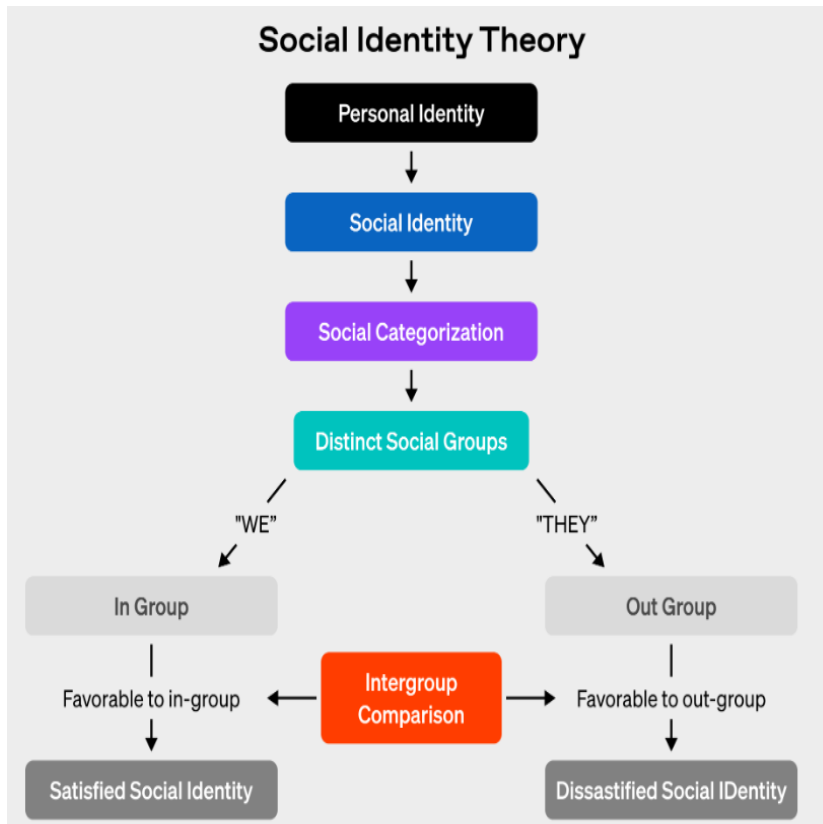 Social Identity Theory
Personal Identity
Social Identity
Social Categorization
Distinct Social Groups
"WE”
"THEY”
In Group
Out Group
Favorable to in-group
Intergroup
Comparison
Favorable to out-group
Satisfied Social Identity
Dissastified Social IDentity